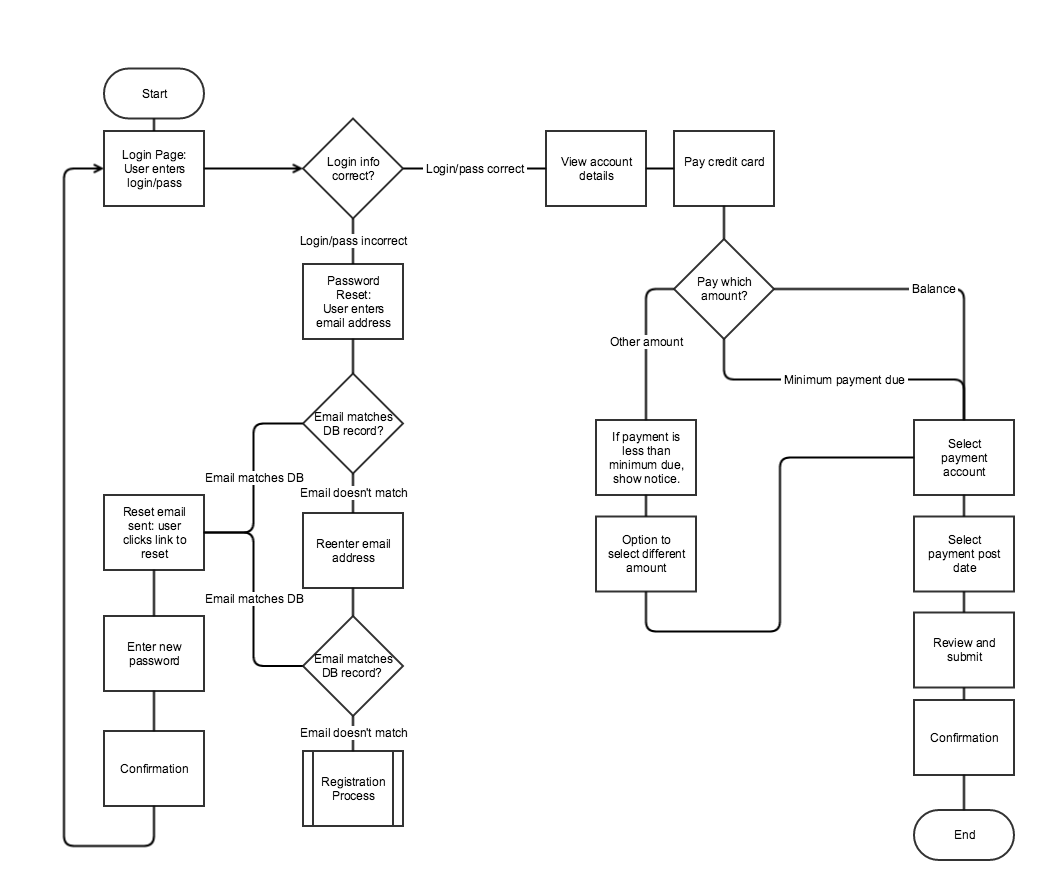 Start
Login Page:
User enters
login/pass
Login info
correct?
Login/pass correct
View account
details
Pay credit card
Login/pass incorrect
Password
Reset:
User enters
email address
Pay which
amount?
Balance
Other amount
Minimum payment due
Email matches
DB record?
If payment is
less than
minimum due,
show notice.
Select
payment
account
Email matches DB
Email doesn't match
Reset email
sent: user
clicks link to
reset
Reenter email
address
Option to
select different
amount
Select
payment post
date
Email matches DB
Enter new
password
Email matches
DB record?
Review and
submit
Email doesn't match
Confirmation
Registration
Process
Confirmation
End